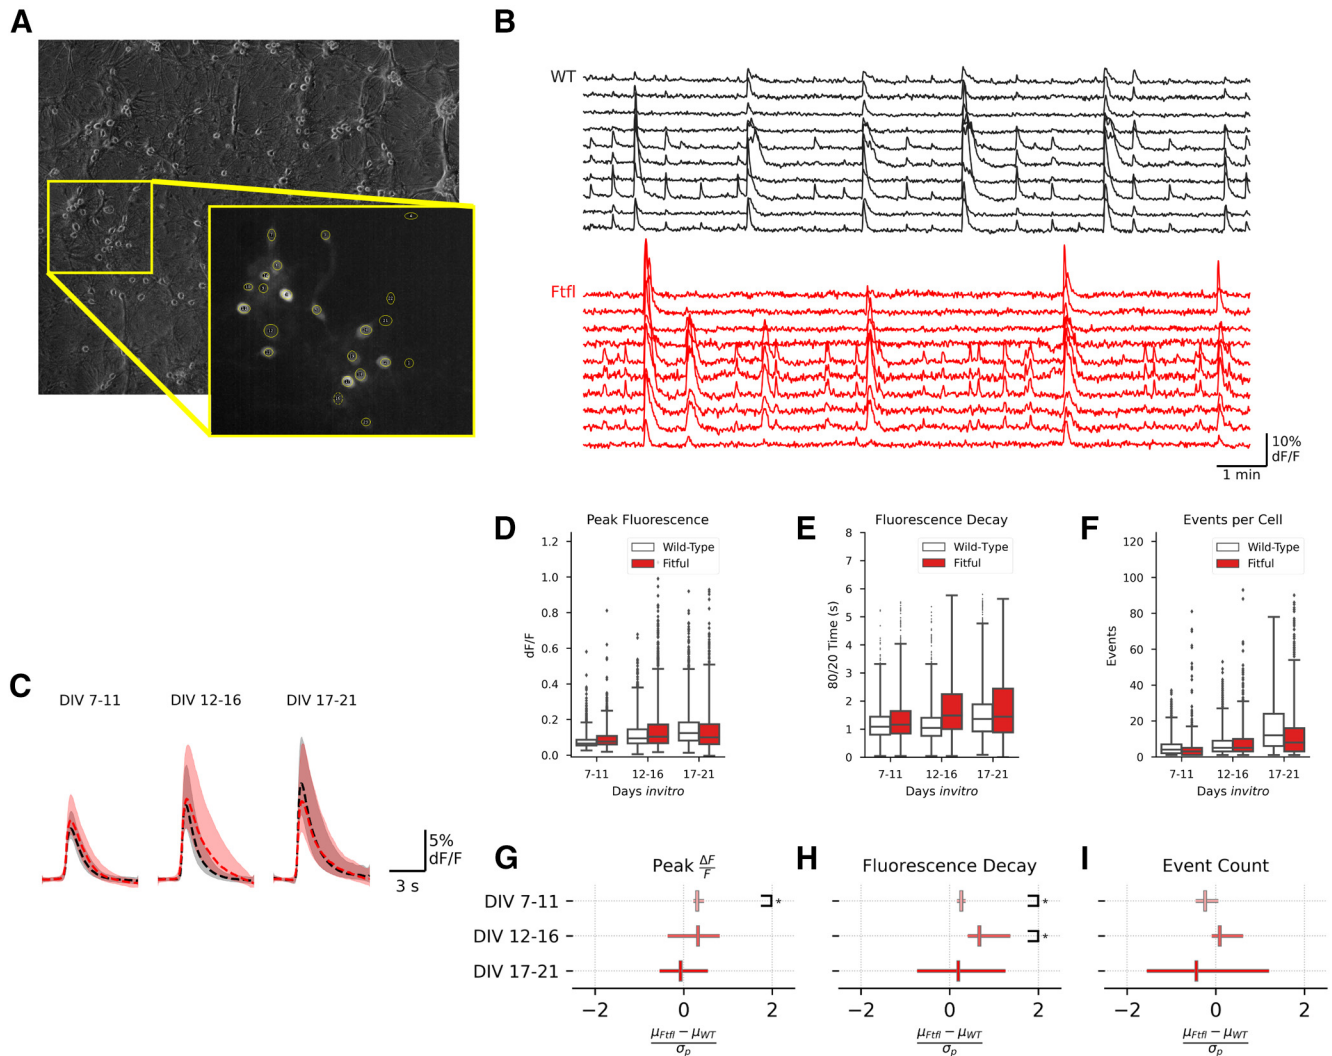 A
B
WT
Ftfl
10%
dF/F
1 min
C
DIV 7-11
DIV 12-16
DIV 17-21
5%
dF/F
3 s
D
Peak Fluorescence
Wild-Type
Fitful
dF/F
1.2
1.0
0.8
0.6
0.4
0.2
0.0
7-11
12-16
17-21
Days invitro
E
Fluorescence Decay
Wild-Type
Fitful
80/20 Time (s)
8
7
6
5
4
3
2
1
0
7-11
12-16
17-21
Days invitro
F
Events per Cell
Wild-Type
Fitful
Events
120
100
80
60
40
20
0
7-11
12-16
17-21
Days invitro
G
Peak ΔF/F
DIV 7-11
DIV 12-16
DIV 17-21
*
−2 0 2
μFtfl − μWT
σp
H
Fluorescence Decay
*
*
−2 0 2
μFtfl − μWT
σp
I
Event Count
−2 0 2
μFtfl − μWT
σp